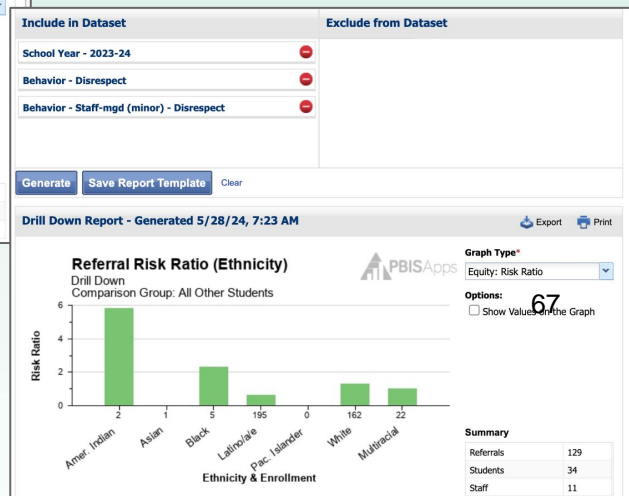 Include in Dataset
Exclude from Dataset
School Year - 2023-24
Behavior - Disrespect
Behavior - Staff-mgd (minor) - Disrespect
Generate
Save Report Template
Clear
Drill Down Report - Generated 5/28/24, 7:23 AM
Export
Print
Referral Risk Ratio (Ethnicity)
Drill Down
Comparison Group: All Other Students
PBISApps
Graph Type*
Equity: Risk Ratio
Options:
67
Show Values on the Graph
Risk Ratio
6
4
2
0
2 1 5 195 0 162 22
Amer. Indian Asian Black Latino/a/e Pac. Islander White Multiracial
Ethnicity & Enrollment
Summary
Referrals 129
Students 34
Staff 11